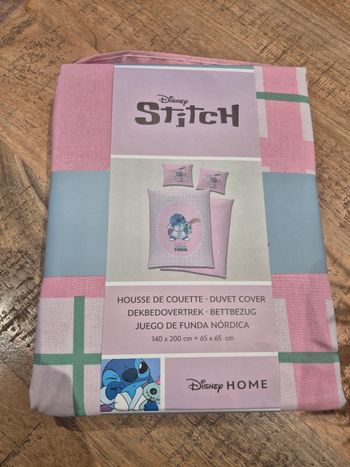 Disney
STITCH
TIRED
HOUSSE DE COUETTE · DUVET COVER
DEKBEDOVERTREK · BETTBEZUG
JUEGO DE FUNDA NÓRDICA
140 x 200 cm + 65 x 65 cm
Disney HOME